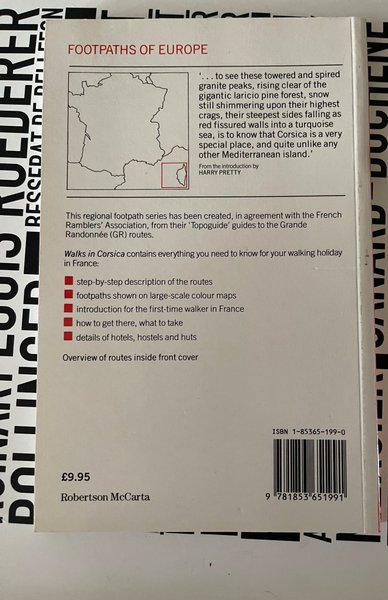 FOOTPATHS OF EUROPE
‘. . . to see these towered and spired
granite peaks, rising clear of the
gigantic laricio pine forest, snow
still shimmering upon their highest
crags, their steepest sides falling as
red fissured walls into a turquoise
sea, is to know that Corsica is a very
special place, and quite unlike any
other Mediterranean island.’
From the introduction by
HARRY PRETTY
This regional footpath series has been created, in agreement with the French
Ramblers’ Association, from their ‘Topoguide’ guides to the Grande
Randonnée (GR) routes.
Walks in Corsica contains everything you need to know for your walking holiday
in France:
step-by-step description of the routes
footpaths shown on large-scale colour maps
introduction for the first-time walker in France
how to get there, what to take
details of hotels, hostels and huts
Overview of routes inside front cover
ISBN 1-85365-199-0
£9.95
Robertson McCarta
9 781853 651991
LOUIS ROEDERER
BESSERAT DE BELLEFON
BOLLINGER